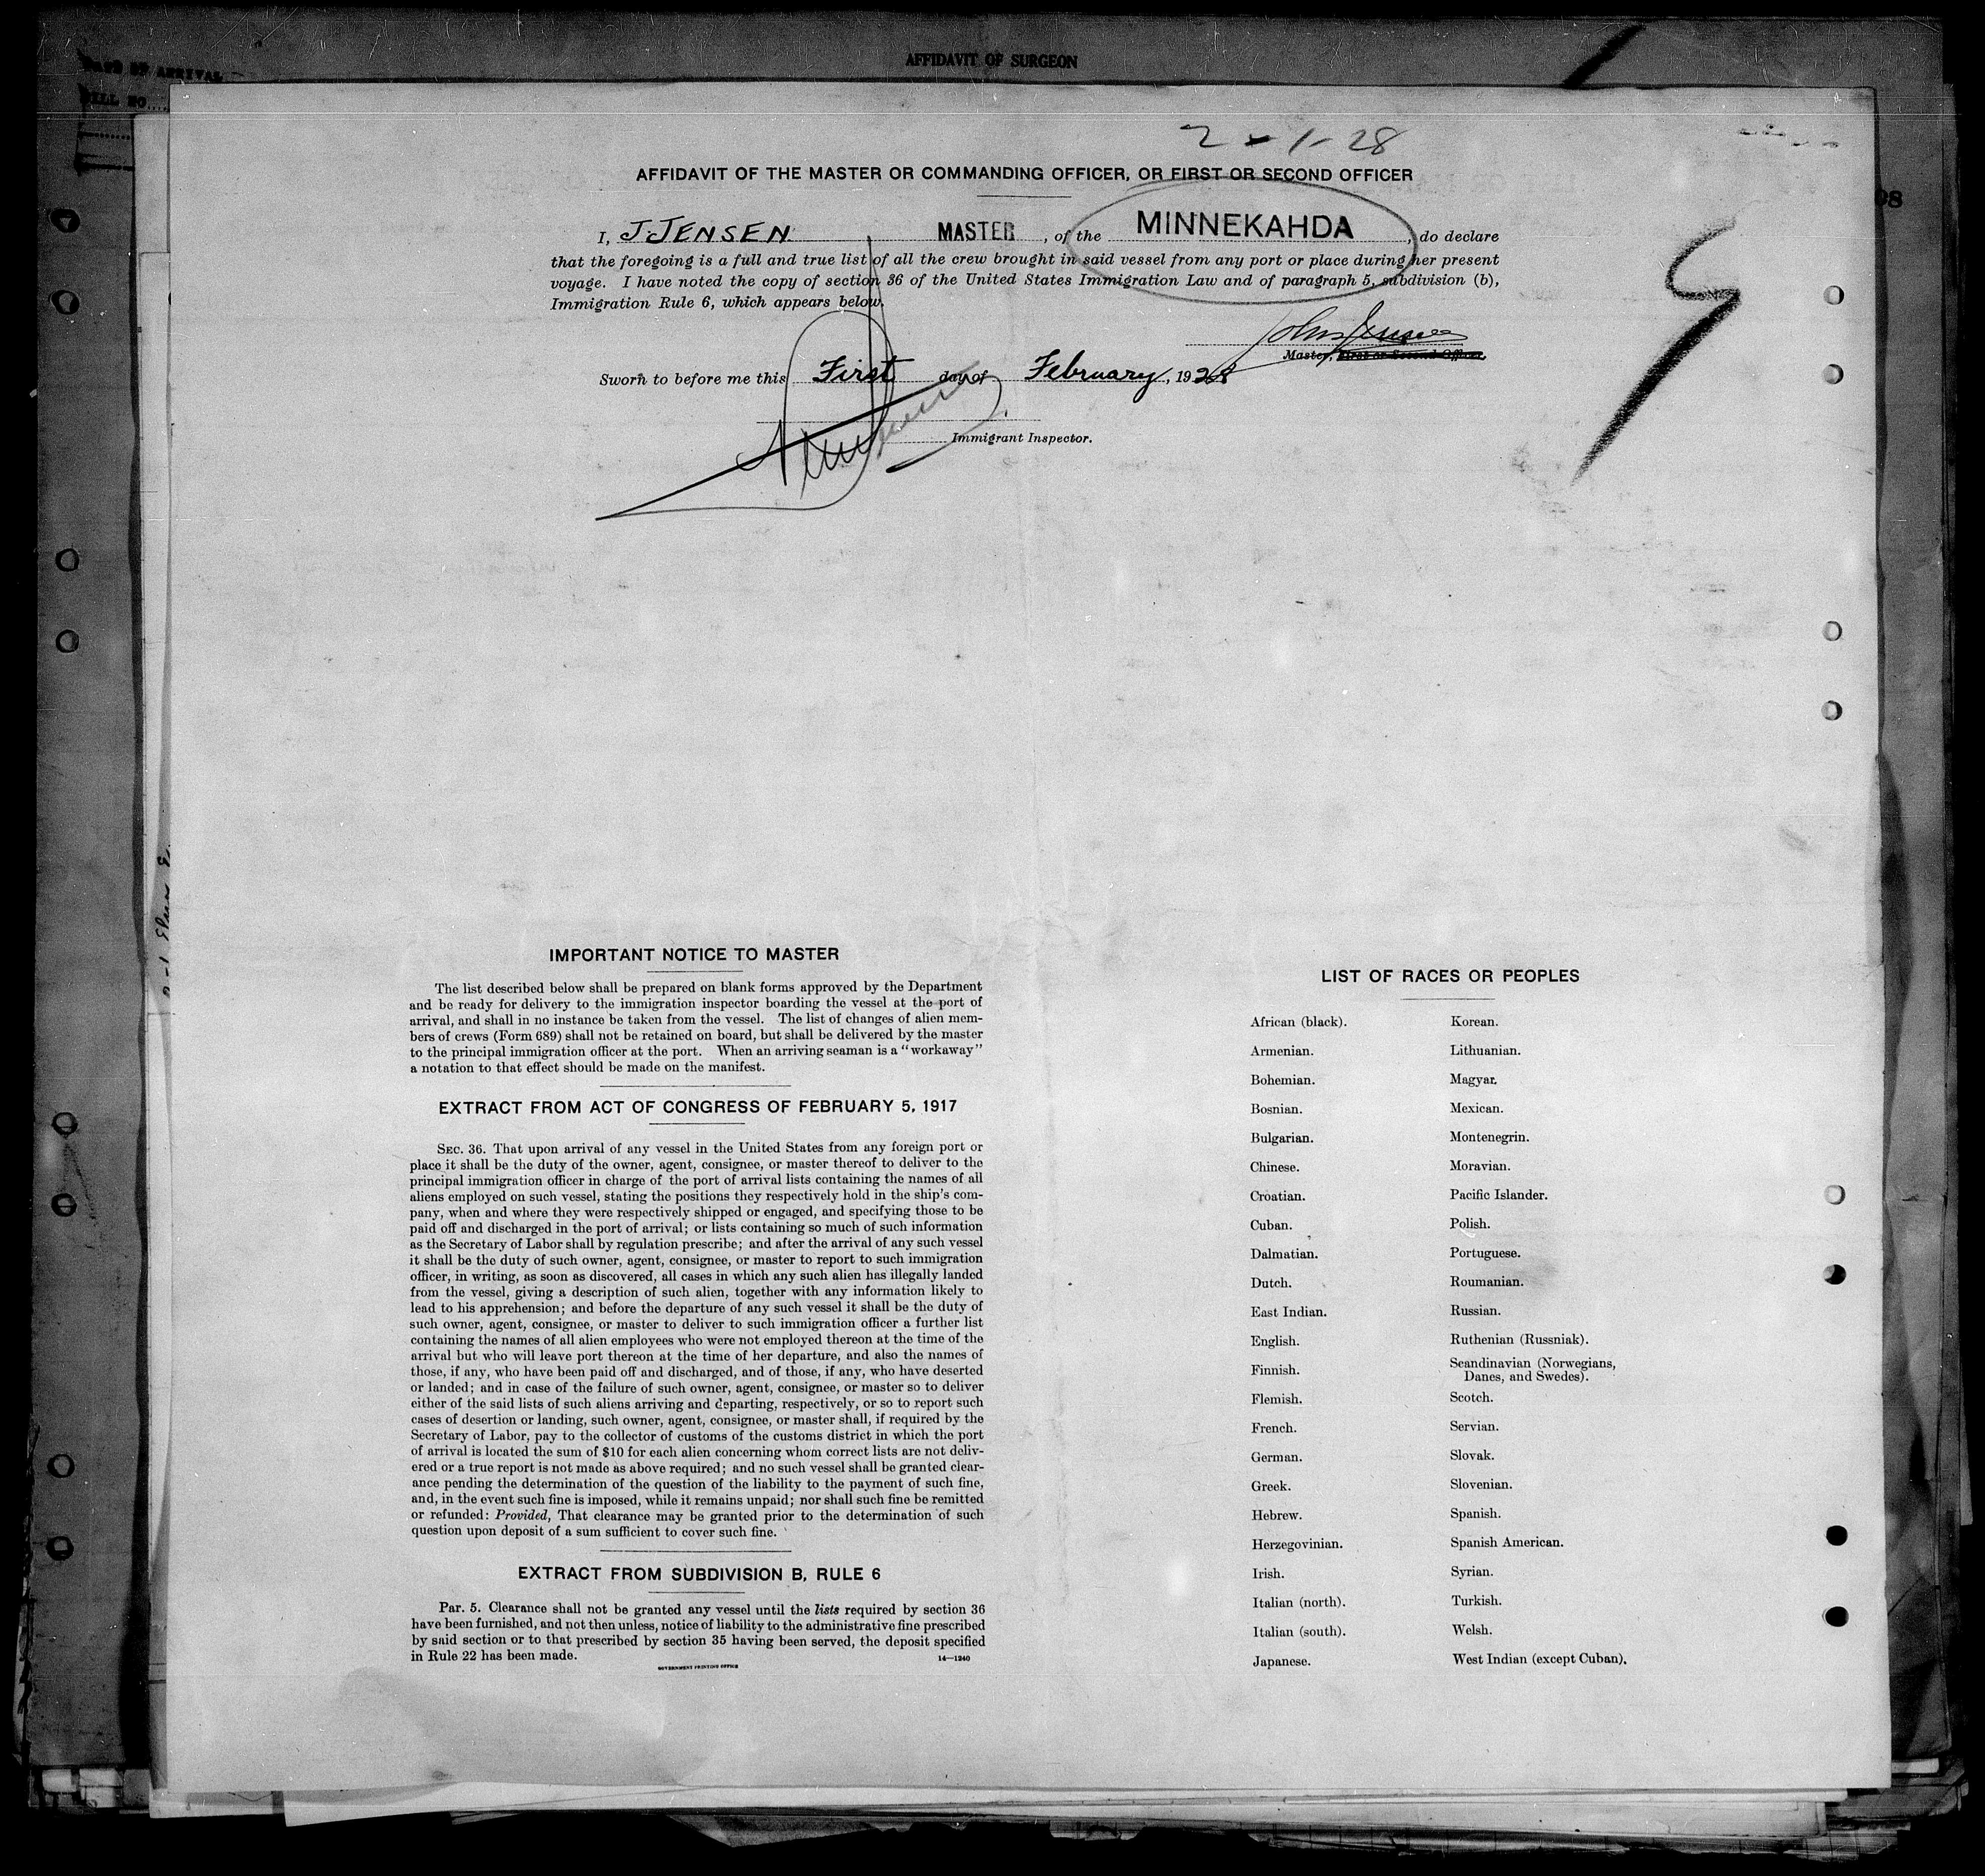 AFFIDAVIT OF SURGEON
ARRIVAL
2-1-28
AFFIDAVIT OF THE MASTER OR COMMANDING OFFICER, OR FIRST OR SECOND OFFICER
I, J JENSEN. MASTER, of the MINNEKAHDA, do declare
that the foregoing is a full and true list of all the crew brought in said vessel from any port or place during her present
voyage. I have noted the copy of section 36 of the United States Immigration Law and of paragraph 5, subdivision (b),
Immigration Rule 6, which appears below.
John Jensen
Master, First or Second Officer.
Sworn to before me this First day of February, 1928
Immigrant Inspector.
IMPORTANT NOTICE TO MASTER
The list described below shall be prepared on blank forms approved by the Department
and be ready for delivery to the immigration inspector boarding the vessel at the port of
arrival, and shall in no instance be taken from the vessel. The list of changes of alien mem-
bers of crews (Form 689) shall not be retained on board, but shall be delivered by the master
to the principal immigration officer at the port. When an arriving seaman is a "workaway"
a notation to that effect should be made on the manifest.
EXTRACT FROM ACT OF CONGRESS OF FEBRUARY 5, 1917
SEC. 36. That upon arrival of any vessel in the United States from any foreign port or
place it shall be the duty of the owner, agent, consignee, or master thereof to deliver to the
principal immigration officer in charge of the port of arrival lists containing the names of all
aliens employed on such vessel, stating the positions they respectively hold in the ship's com-
pany, when and where they were respectively shipped or engaged, and specifying those to be
paid off and discharged in the port of arrival; or lists containing so much of such information
as the Secretary of Labor shall by regulation prescribe; and after the arrival of any such vessel
it shall be the duty of such owner, agent, consignee, or master to report to such immigration
officer, in writing, as soon as discovered, all cases in which any such alien has illegally landed
from the vessel, giving a description of such alien, together with any information likely to
lead to his apprehension; and before the departure of any such vessel it shall be the duty of
such owner, agent, consignee, or master to deliver to such immigration officer a further list
containing the names of all alien employees who were not employed thereon at the time of the
arrival but who will leave port thereon at the time of her departure, and also the names of
those, if any, who have been paid off and discharged, and of those, if any, who have deserted
or landed; and in case of the failure of such owner, agent, consignee, or master so to deliver
either of the said lists of such aliens arriving and departing, respectively, or so to report such
cases of desertion or landing, such owner, agent, consignee, or master shall, if required by the
Secretary of Labor, pay to the collector of customs of the customs district in which the port
of arrival is located the sum of $10 for each alien concerning whom correct lists are not deliv-
ered or a true report is not made as above required; and no such vessel shall be granted clear-
ance pending the determination of the question of the liability to the payment of such fine,
and, in the event such fine is imposed, while it remains unpaid; nor shall such fine be remitted
or refunded: Provided, That clearance may be granted prior to the determination of such
question upon deposit of a sum sufficient to cover such fine.
EXTRACT FROM SUBDIVISION B, RULE 6
Par. 5. Clearance shall not be granted any vessel until the lists required by section 36
have been furnished, and not then unless, notice of liability to the administrative fine prescribed
by said section or to that prescribed by section 35 having been served, the deposit specified
in Rule 22 has been made. 14—1240
GOVERNMENT PRINTING OFFICE
LIST OF RACES OR PEOPLES
African (black).
Armenian.
Bohemian.
Bosnian.
Bulgarian.
Chinese.
Croatian.
Cuban.
Dalmatian.
Dutch.
East Indian.
English.
Finnish.
Flemish.
French.
German.
Greek.
Hebrew.
Herzegovinian.
Irish.
Italian (north).
Italian (south).
Japanese.
Korean.
Lithuanian.
Magyar.
Mexican.
Montenegrin.
Moravian.
Pacific Islander.
Polish.
Portuguese.
Roumanian.
Russian.
Ruthenian (Russniak).
Scandinavian (Norwegians,
Danes, and Swedes).
Scotch.
Servian.
Slovak.
Slovenian.
Spanish.
Spanish American.
Syrian.
Turkish.
Welsh.
West Indian (except Cuban).